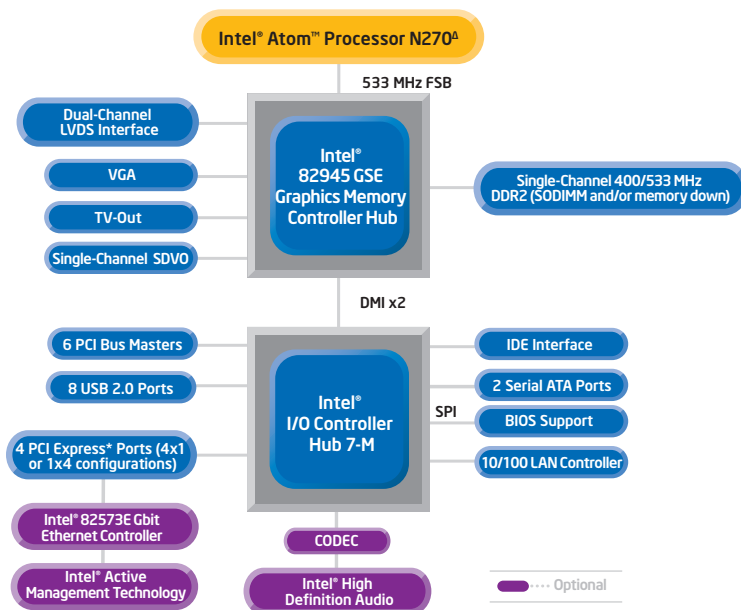 Intel® Atom™ Processor N270Δ
533 MHz FSB
Dual-Channel
LVDS Interface
VGA
TV-Out
Single-Channel SDVO
Intel®
82945 GSE
Graphics Memory
Controller Hub
Single-Channel 400/533 MHz
DDR2 (SODIMM and/or memory down)
DMI x2
6 PCI Bus Masters
8 USB 2.0 Ports
4 PCI Express* Ports (4x1
or 1x4 configurations)
Intel®
I/O Controller
Hub 7-M
IDE Interface
2 Serial ATA Ports
SPI
BIOS Support
10/100 LAN Controller
Intel® 82573E Gbit
Ethernet Controller
Intel® Active
Management Technology
CODEC
Intel® High
Definition Audio
Optional